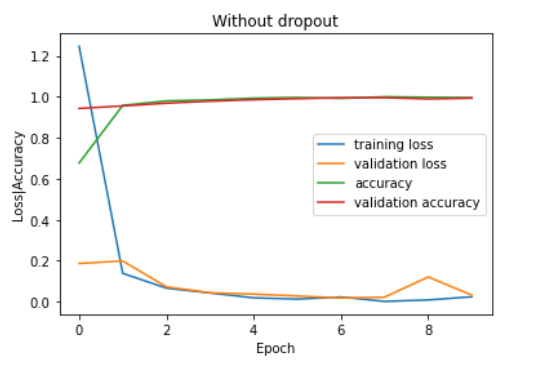 Without dropout
Loss|Accuracy
1.2
1.0
0.8
0.6
0.4
0.2
0.0
training loss
validation loss
accuracy
validation accuracy
0 2 4 6 8
Epoch